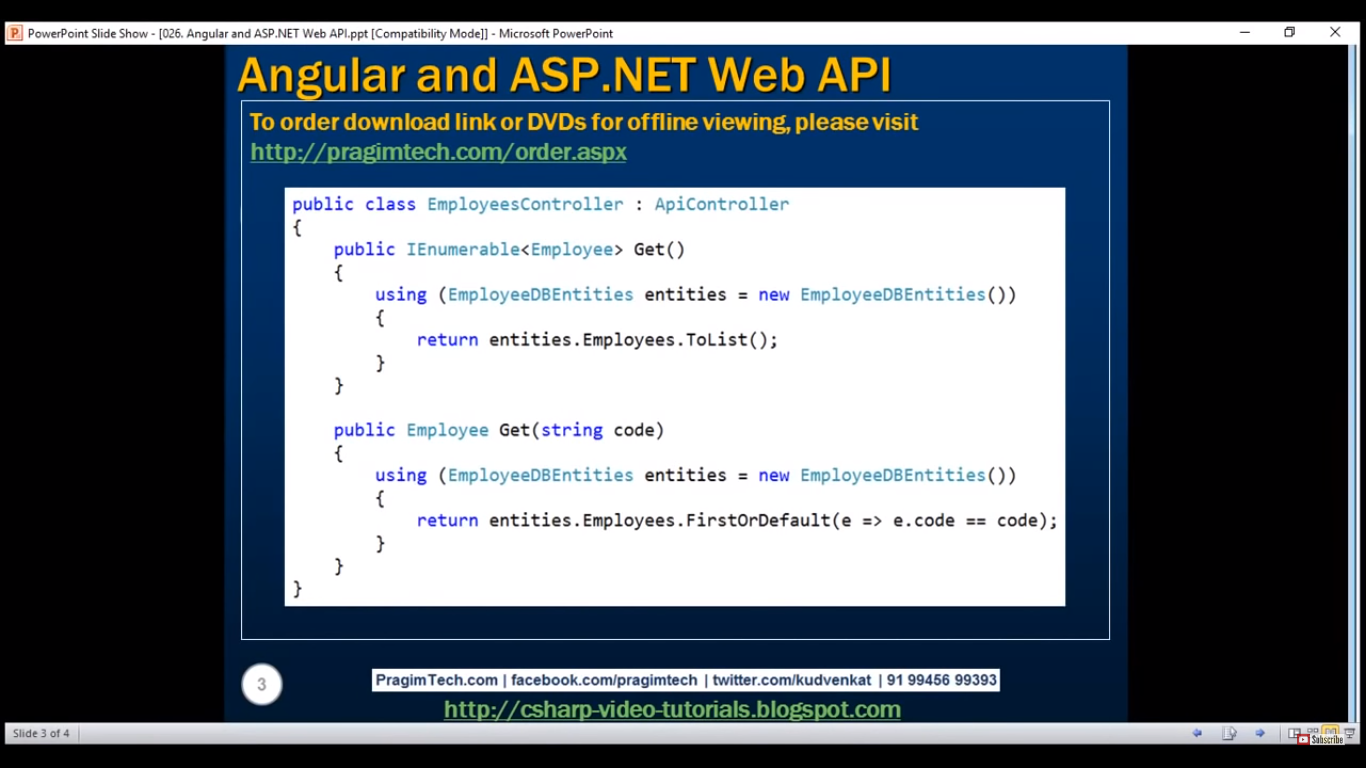 PowerPoint Slide Show - [026. Angular and ASP.NET Web API.ppt [Compatibility Mode]] - Microsoft PowerPoint
Angular and ASP.NET Web API
To order download link or DVDs for offline viewing, please visit
http://pragimtech.com/order.aspx
public class EmployeesController : ApiController
{
    public IEnumerable<Employee> Get()
    {
        using (EmployeeDBEntities entities = new EmployeeDBEntities())
        {
            return entities.Employees.ToList();
        }
    }
    public Employee Get(string code)
    {
        using (EmployeeDBEntities entities = new EmployeeDBEntities())
        {
            return entities.Employees.FirstOrDefault(e => e.code == code);
        }
    }
}
3
PragimTech.com | facebook.com/pragimtech | twitter.com/kudvenkat | 91 99456 99393
http://csharp-video-tutorials.blogspot.com
Slide 3 of 4
Subscribe